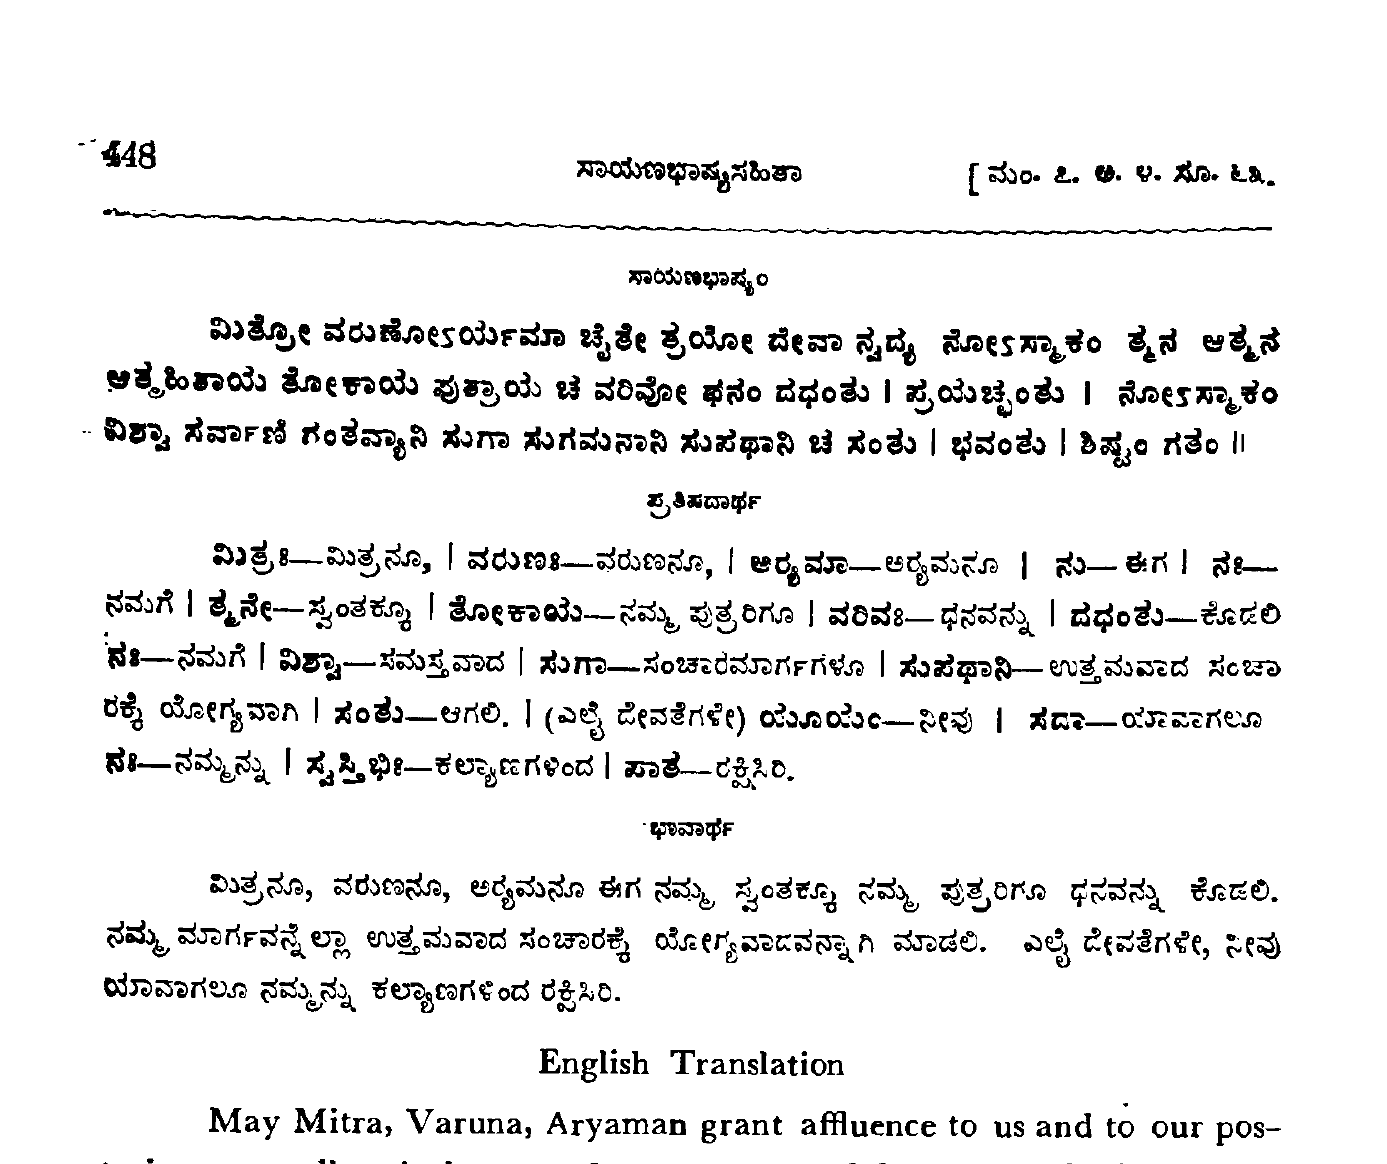 448 ಸಾಯಣಭಾಷ್ಯಸಹಿತಾ [ ಮಂ. ೭. ಅ. ೪. ಸೂ. ೬೩.
ಸಾಯಣಭಾಷ್ಯಂ
ಮಿತ್ರೋ ವರುಣೋಽರ್ಯಮಾ ಚೈತೇ ತ್ರಯೋ ದೇವಾ ನ್ವದ್ಯ ನೋಽಸ್ಮಾಕಂ ತ್ಮನ ಆತ್ಮನ
ಆತ್ಮಹಿತಾಯ ತೋಕಾಯ ಪುತ್ರಾಯ ಚ ವರಿವೋ ಧನಂ ದಧಂತು | ಪ್ರಯಚ್ಛಂತು | ನೋಽಸ್ಮಾಕಂ
ವಿಶ್ವಾ ಸರ್ವಾಣಿ ಗಂತವ್ಯಾನಿ ಸುಗಾ ಸುಗಮನಾನಿ ಸುಪಥಾನಿ ಚ ಸಂತು | ಭವಂತು | ಶಿಷ್ಟಂ ಗತಂ ||
ಪ್ರತಿಪದಾರ್ಥ
ಮಿತ್ರಃ—ಮಿತ್ರನೂ, | ವರುಣಃ—ವರುಣನೂ, | ಅರ‍್ಯಮಾ—ಅರ‍್ಯಮನೂ | ನು—ಈಗ | ನಃ—
ನಮಗೆ | ತ್ಮನೇ—ಸ್ವಂತಕ್ಕೂ | ತೋಕಾಯ—ನಮ್ಮ ಪುತ್ರರಿಗೂ | ವರಿವಃ—ಧನವನ್ನು | ದಧಂತು—ಕೊಡಲಿ
ನಃ—ನಮಗೆ | ವಿಶ್ವಾ—ಸಮಸ್ತವಾದ | ಸುಗಾ—ಸಂಚಾರಮಾರ್ಗಗಳೂ | ಸುಪಥಾನಿ—ಉತ್ತಮವಾದ ಸಂಚಾ
ರಕ್ಕೆ ಯೋಗ್ಯವಾಗಿ | ಸಂತು—ಆಗಲಿ. | (ಎಲೈ ದೇವತೆಗಳೇ) ಯೂಯಂ—ನೀವು | ಸದಾ—ಯಾವಾಗಲೂ
ನಃ—ನಮ್ಮನ್ನು | ಸ್ವಸ್ತಿಭಿಃ—ಕಲ್ಯಾಣಗಳಿಂದ | ಪಾತ—ರಕ್ಷಿಸಿರಿ.
ಭಾವಾರ್ಥ
ಮಿತ್ರನೂ, ವರುಣನೂ, ಅರ‍್ಯಮನೂ ಈಗ ನಮ್ಮ ಸ್ವಂತಕ್ಕೂ ನಮ್ಮ ಪುತ್ರರಿಗೂ ಧನವನ್ನು ಕೊಡಲಿ.
ನಮ್ಮ ಮಾರ್ಗವನ್ನೆಲ್ಲಾ ಉತ್ತಮವಾದ ಸಂಚಾರಕ್ಕೆ ಯೋಗ್ಯವಾದವನ್ನಾಗಿ ಮಾಡಲಿ. ಎಲೈ ದೇವತೆಗಳೇ, ನೀವು
ಯಾವಾಗಲೂ ನಮ್ಮನ್ನು ಕಲ್ಯಾಣಗಳಿಂದ ರಕ್ಷಿಸಿರಿ.
English Translation
May Mitra, Varuna, Aryaman grant affluence to us and to our pos-